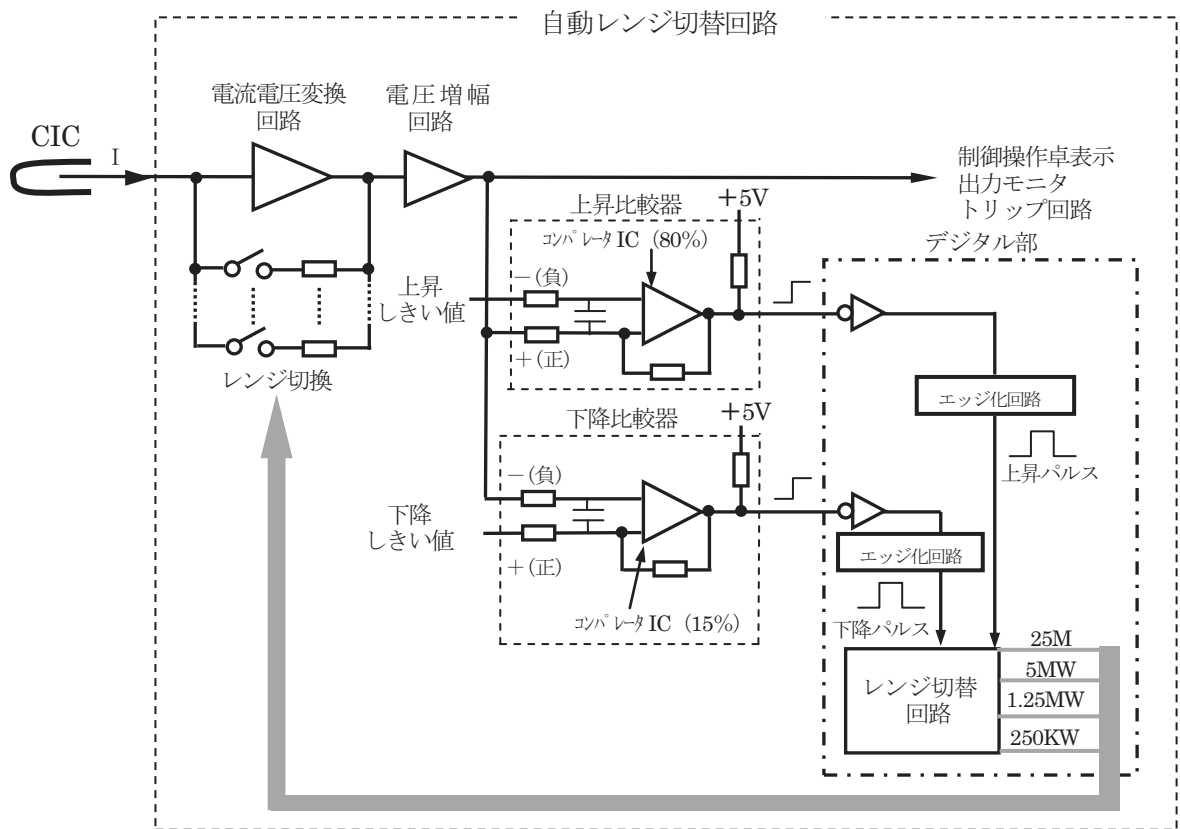 自動レンジ切替回路
電流電圧変換
回路
電圧増幅
回路
CIC
I
制御操作卓表示
出力モニタ
トリップ回路
上昇比較器
+5V
コンパレータIC (80%)
デジタル部
-(負)
上昇
しきい値
+(正)
レンジ切換
エッジ化回路
下降比較器
+5V
上昇パルス
-(負)
下降
しきい値
+(正)
エッジ化回路
コンパレータIC (15%)
下降パルス
25M
5MW
レンジ切替
回路
1.25MW
250KW